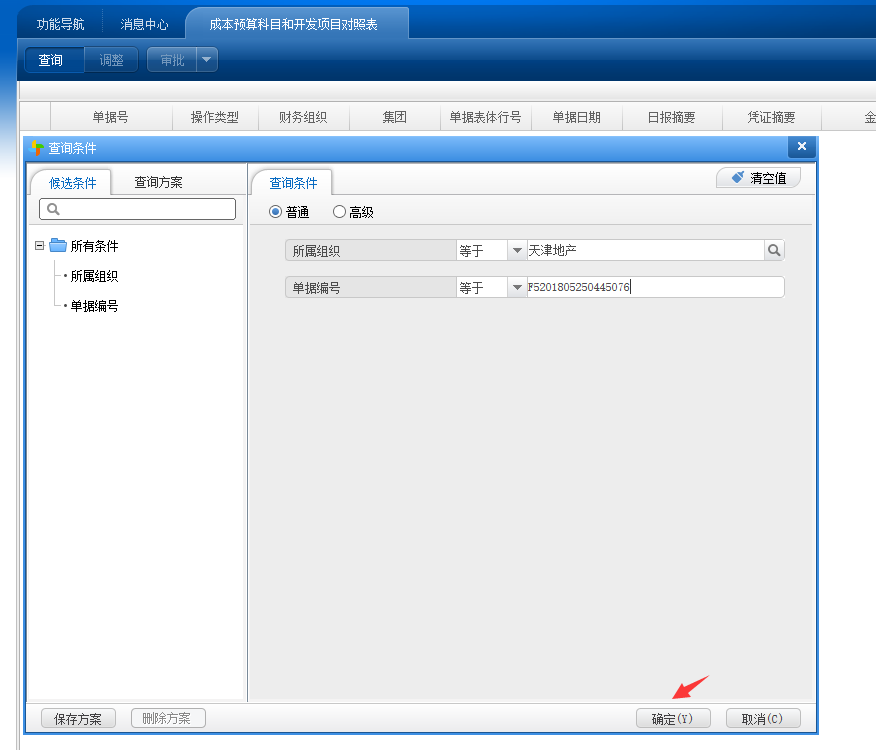 功能导航 消息中心 成本预算科目和开发项目对照表
查询 调整 审批
单据号 操作类型 财务组织 集团 单据表体行号 单据日期 日报摘要 凭证摘要 金
查询条件
候选条件 查询方案 查询条件 清空值
普通 高级
所有条件
所属组织
单据编号
所属组织 等于 天津地产
单据编号 等于 F5201805250445076
保存方案 删除方案 确定(Y) 取消(C)